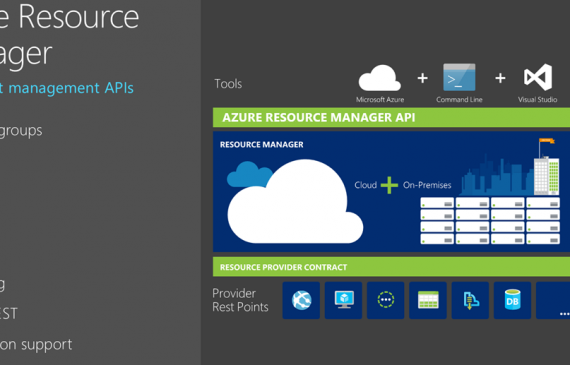 e Resource
ager
t management APIs
groups
g
EST
on support
Tools
Microsoft Azure
Command Line
Visual Studio
AZURE RESOURCE MANAGER API
RESOURCE MANAGER
Cloud + On-Premises
RESOURCE PROVIDER CONTRACT
Provider
Rest Points
DB
...